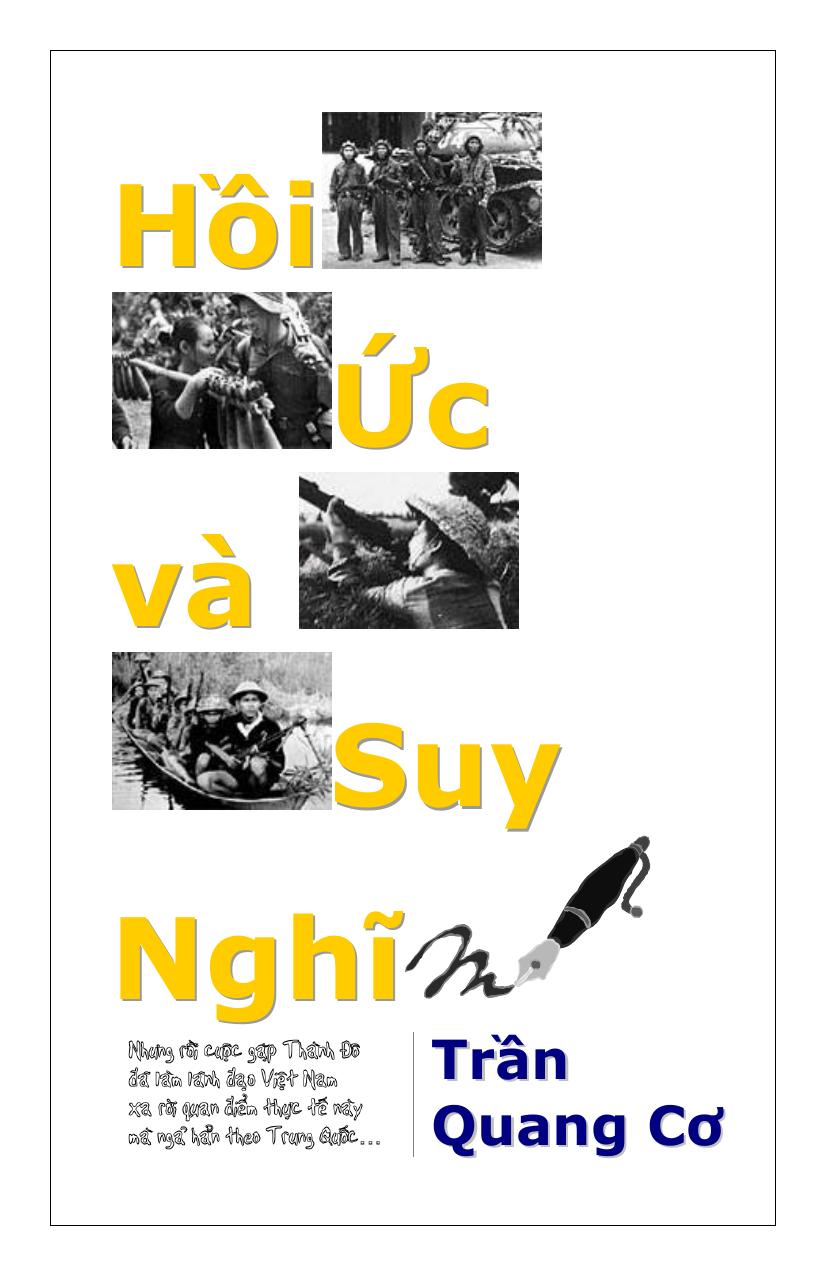 Hồi
Ức
và
Suy
Nghĩ
Nhưng rồi cuộc gặp Thành Đô
đã làm lãnh đạo Việt Nam
xa rời quan điểm thực tế này
mà ngả hẳn theo Trung Quốc...
Trần
Quang Cơ